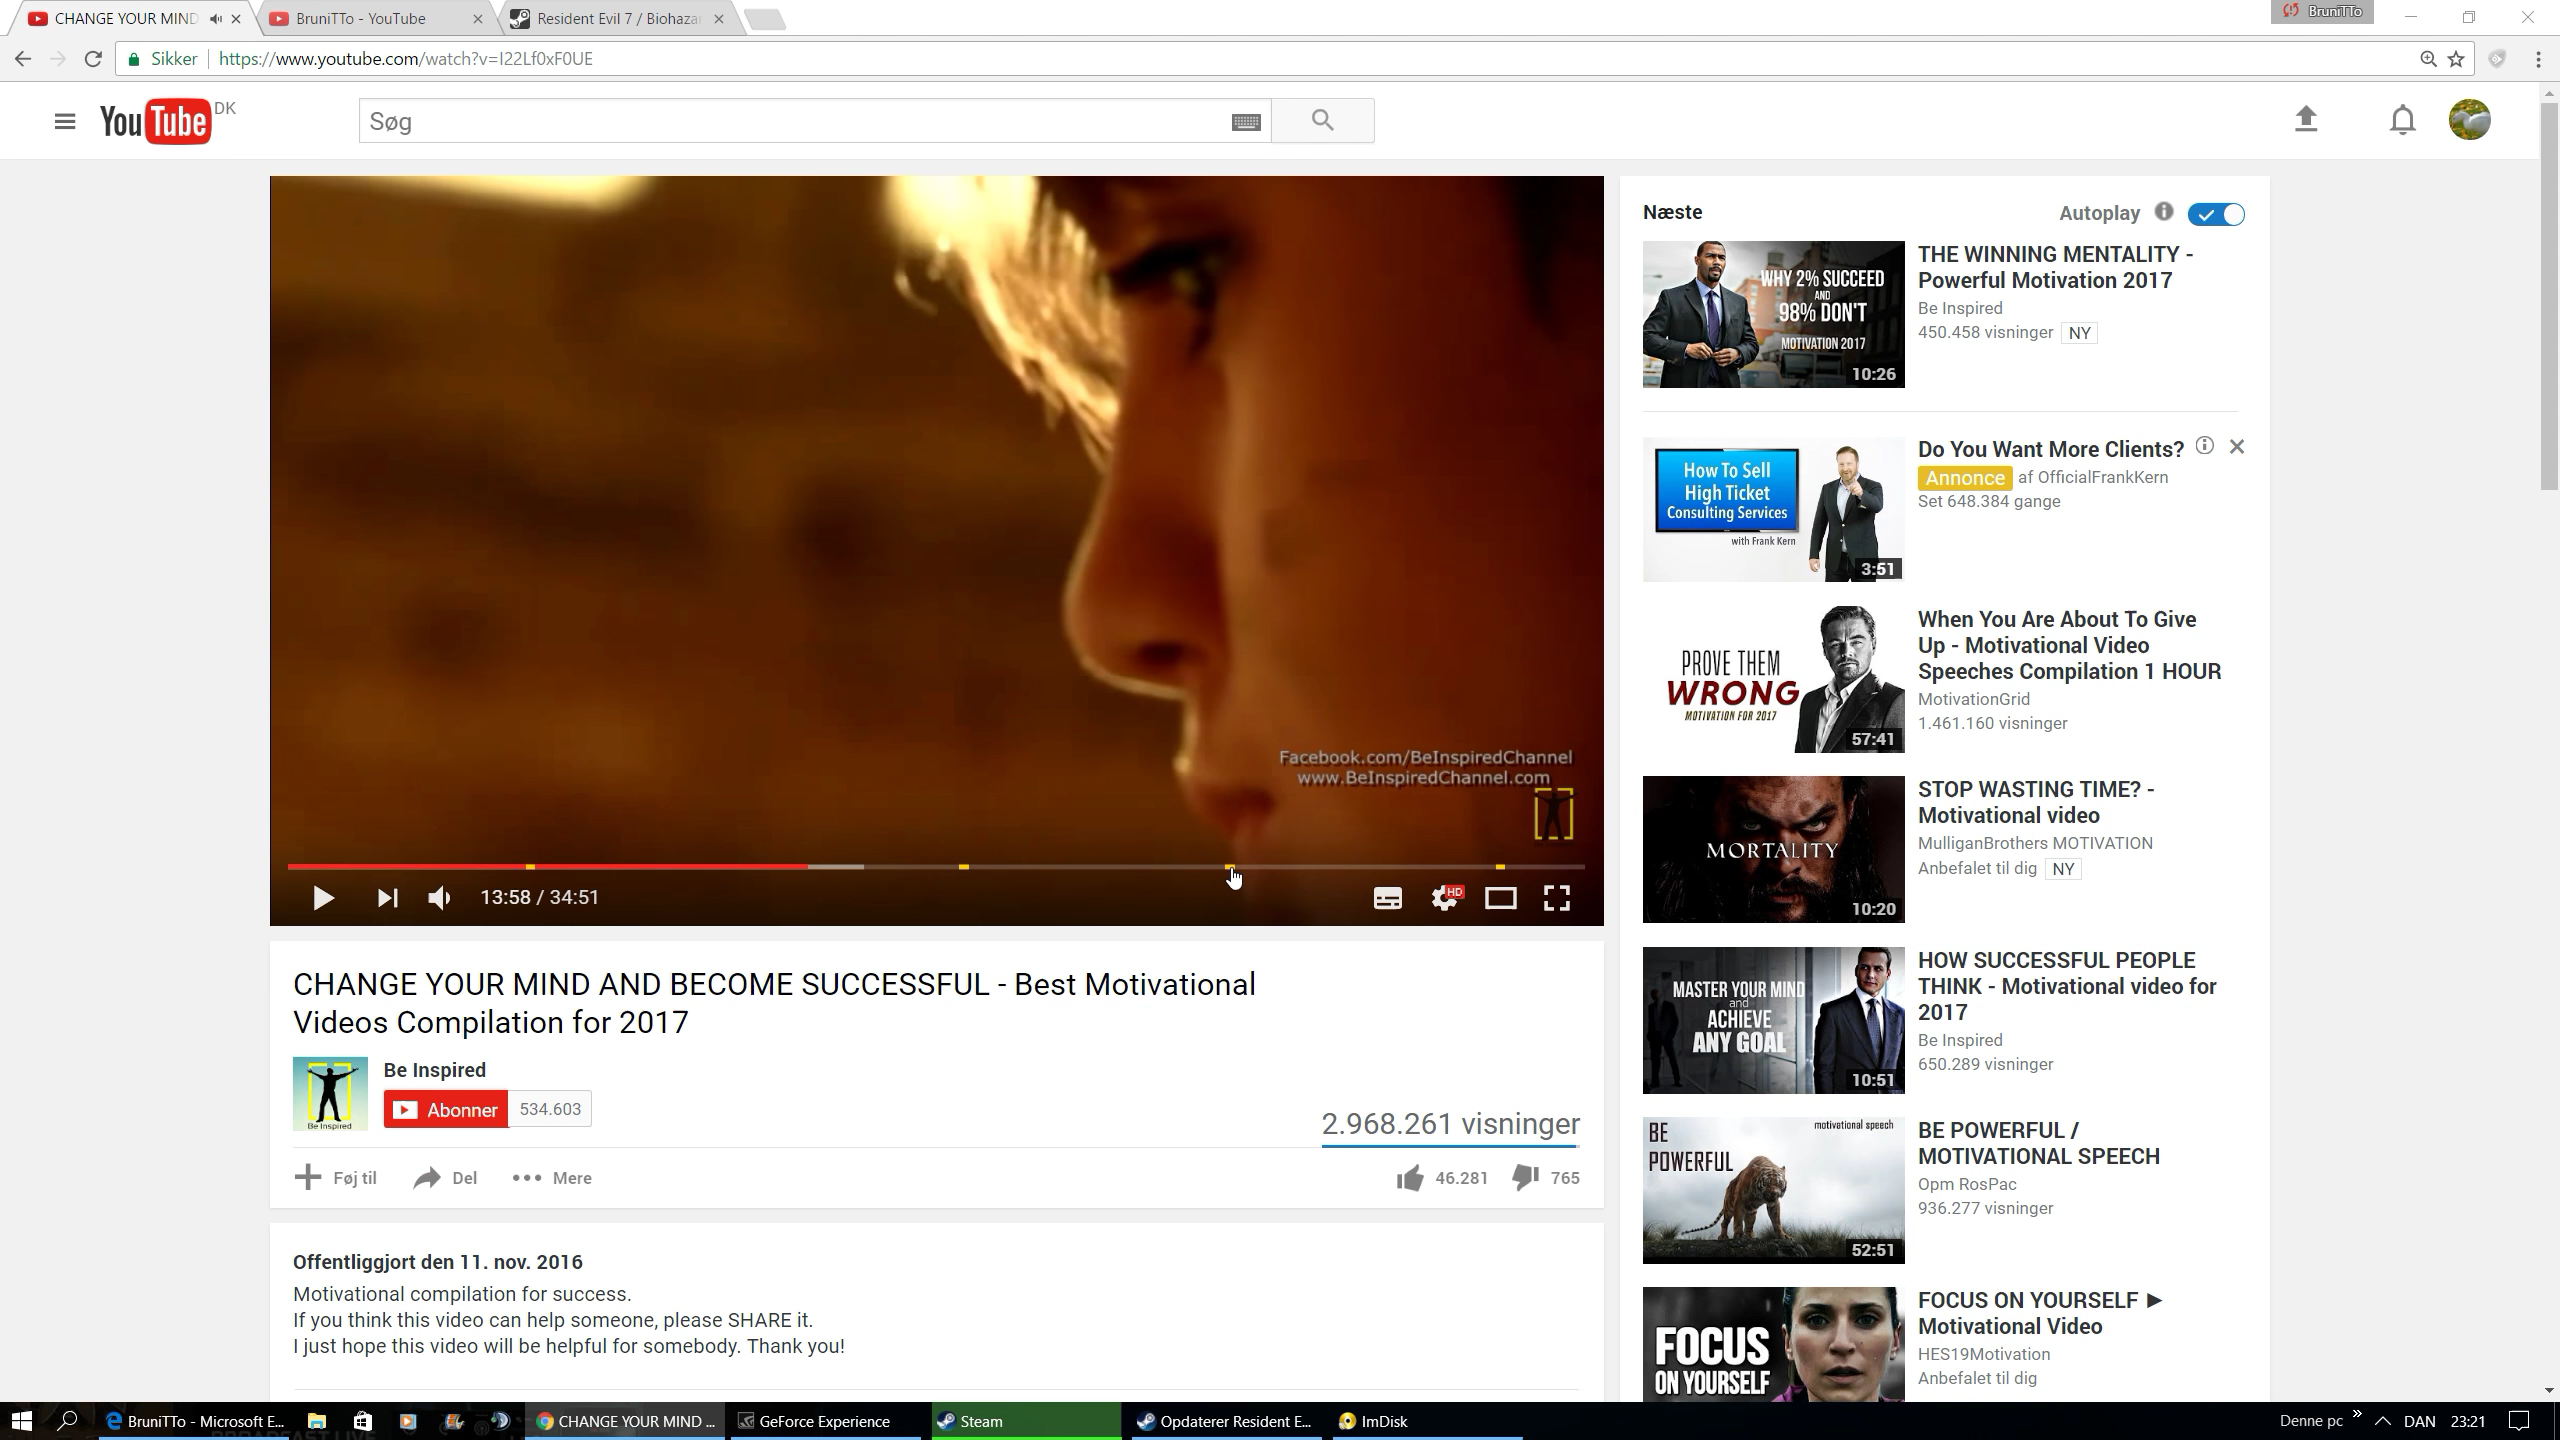 CHANGE YOUR MIND
BruniTTo - YouTube
Resident Evil 7 / Biohaza
BruniTTo
Sikker
https://www.youtube.com/watch?v=I22Lf0xF0UE
YouTube DK
Søg
Facebook.com/BeInspiredChannel
www.BeInspiredChannel.com
13:58 / 34:51
HD
CHANGE YOUR MIND AND BECOME SUCCESSFUL - Best Motivational
Videos Compilation for 2017
Be Inspired
Be Inspired
Abonner
534.603
2.968.261 visninger
Føj til
Del
Mere
46.281
765
Offentliggjort den 11. nov. 2016
Motivational compilation for success.
If you think this video can help someone, please SHARE it.
I just hope this video will be helpful for somebody. Thank you!
Næste
Autoplay
WHY 2% SUCCEED
AND
98% DON'T
MOTIVATION 2017
10:26
THE WINNING MENTALITY -
Powerful Motivation 2017
Be Inspired
450.458 visninger NY
How To Sell
High Ticket
Consulting Services
with Frank Kern
3:51
Do You Want More Clients?
Annonce af OfficialFrankKern
Set 648.384 gange
PROVE THEM
WRONG
MOTIVATION FOR 2017
57:41
When You Are About To Give
Up - Motivational Video
Speeches Compilation 1 HOUR
MotivationGrid
1.461.160 visninger
MORTALITY
10:20
STOP WASTING TIME? -
Motivational video
MulliganBrothers MOTIVATION
Anbefalet til dig NY
MASTER YOUR MIND
and
ACHIEVE
ANY GOAL
10:51
HOW SUCCESSFUL PEOPLE
THINK - Motivational video for
2017
Be Inspired
650.289 visninger
BE
POWERFUL
motivational speech
52:51
BE POWERFUL /
MOTIVATIONAL SPEECH
Opm RosPac
936.277 visninger
FOCUS
ON YOURSELF
FOCUS ON YOURSELF ►
Motivational Video
HES19Motivation
Anbefalet til dig
BruniTTo - Microsoft E...
CHANGE YOUR MIND ...
GeForce Experience
Steam
Opdaterer Resident E...
ImDisk
Denne pc
DAN
23:21